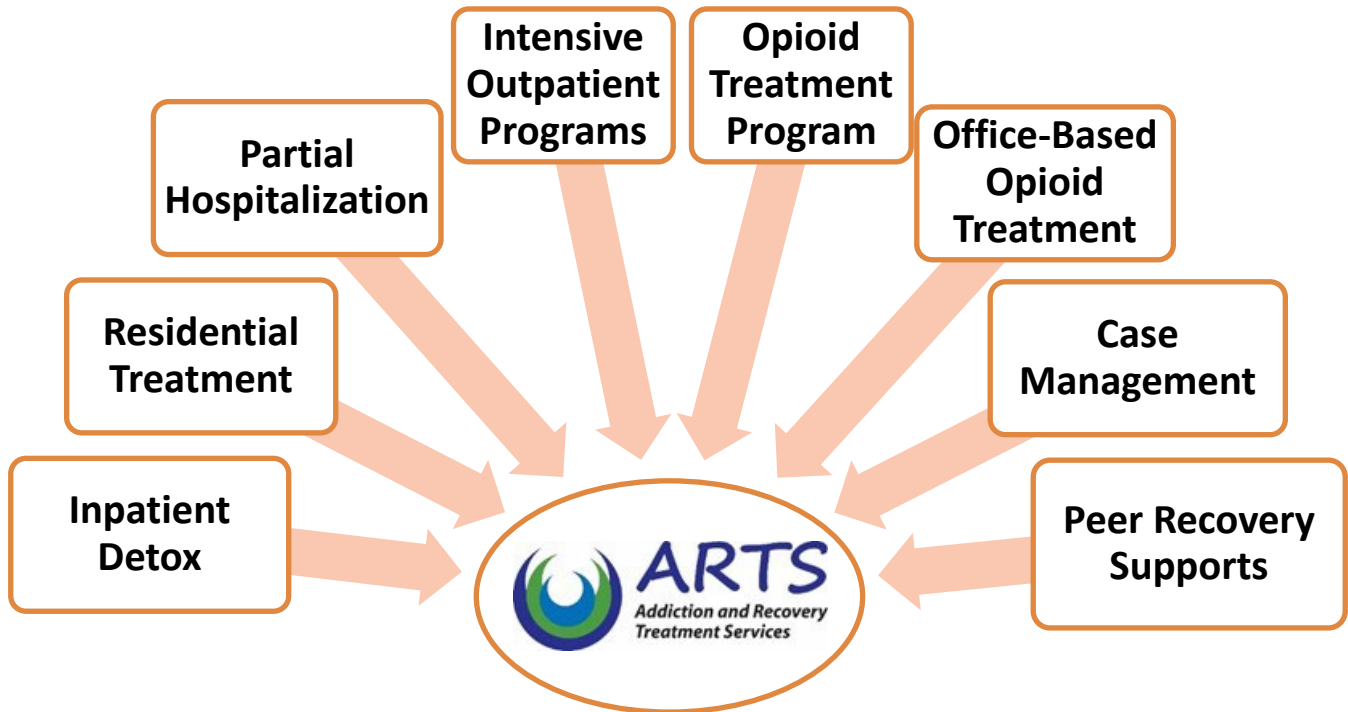 Inpatient
Detox
Residential
Treatment
Partial
Hospitalization
Intensive
Outpatient
Programs
Opioid
Treatment
Program
Office-Based
Opioid
Treatment
Case
Management
Peer Recovery
Supports
ARTS
Addiction and Recovery
Treatment Services